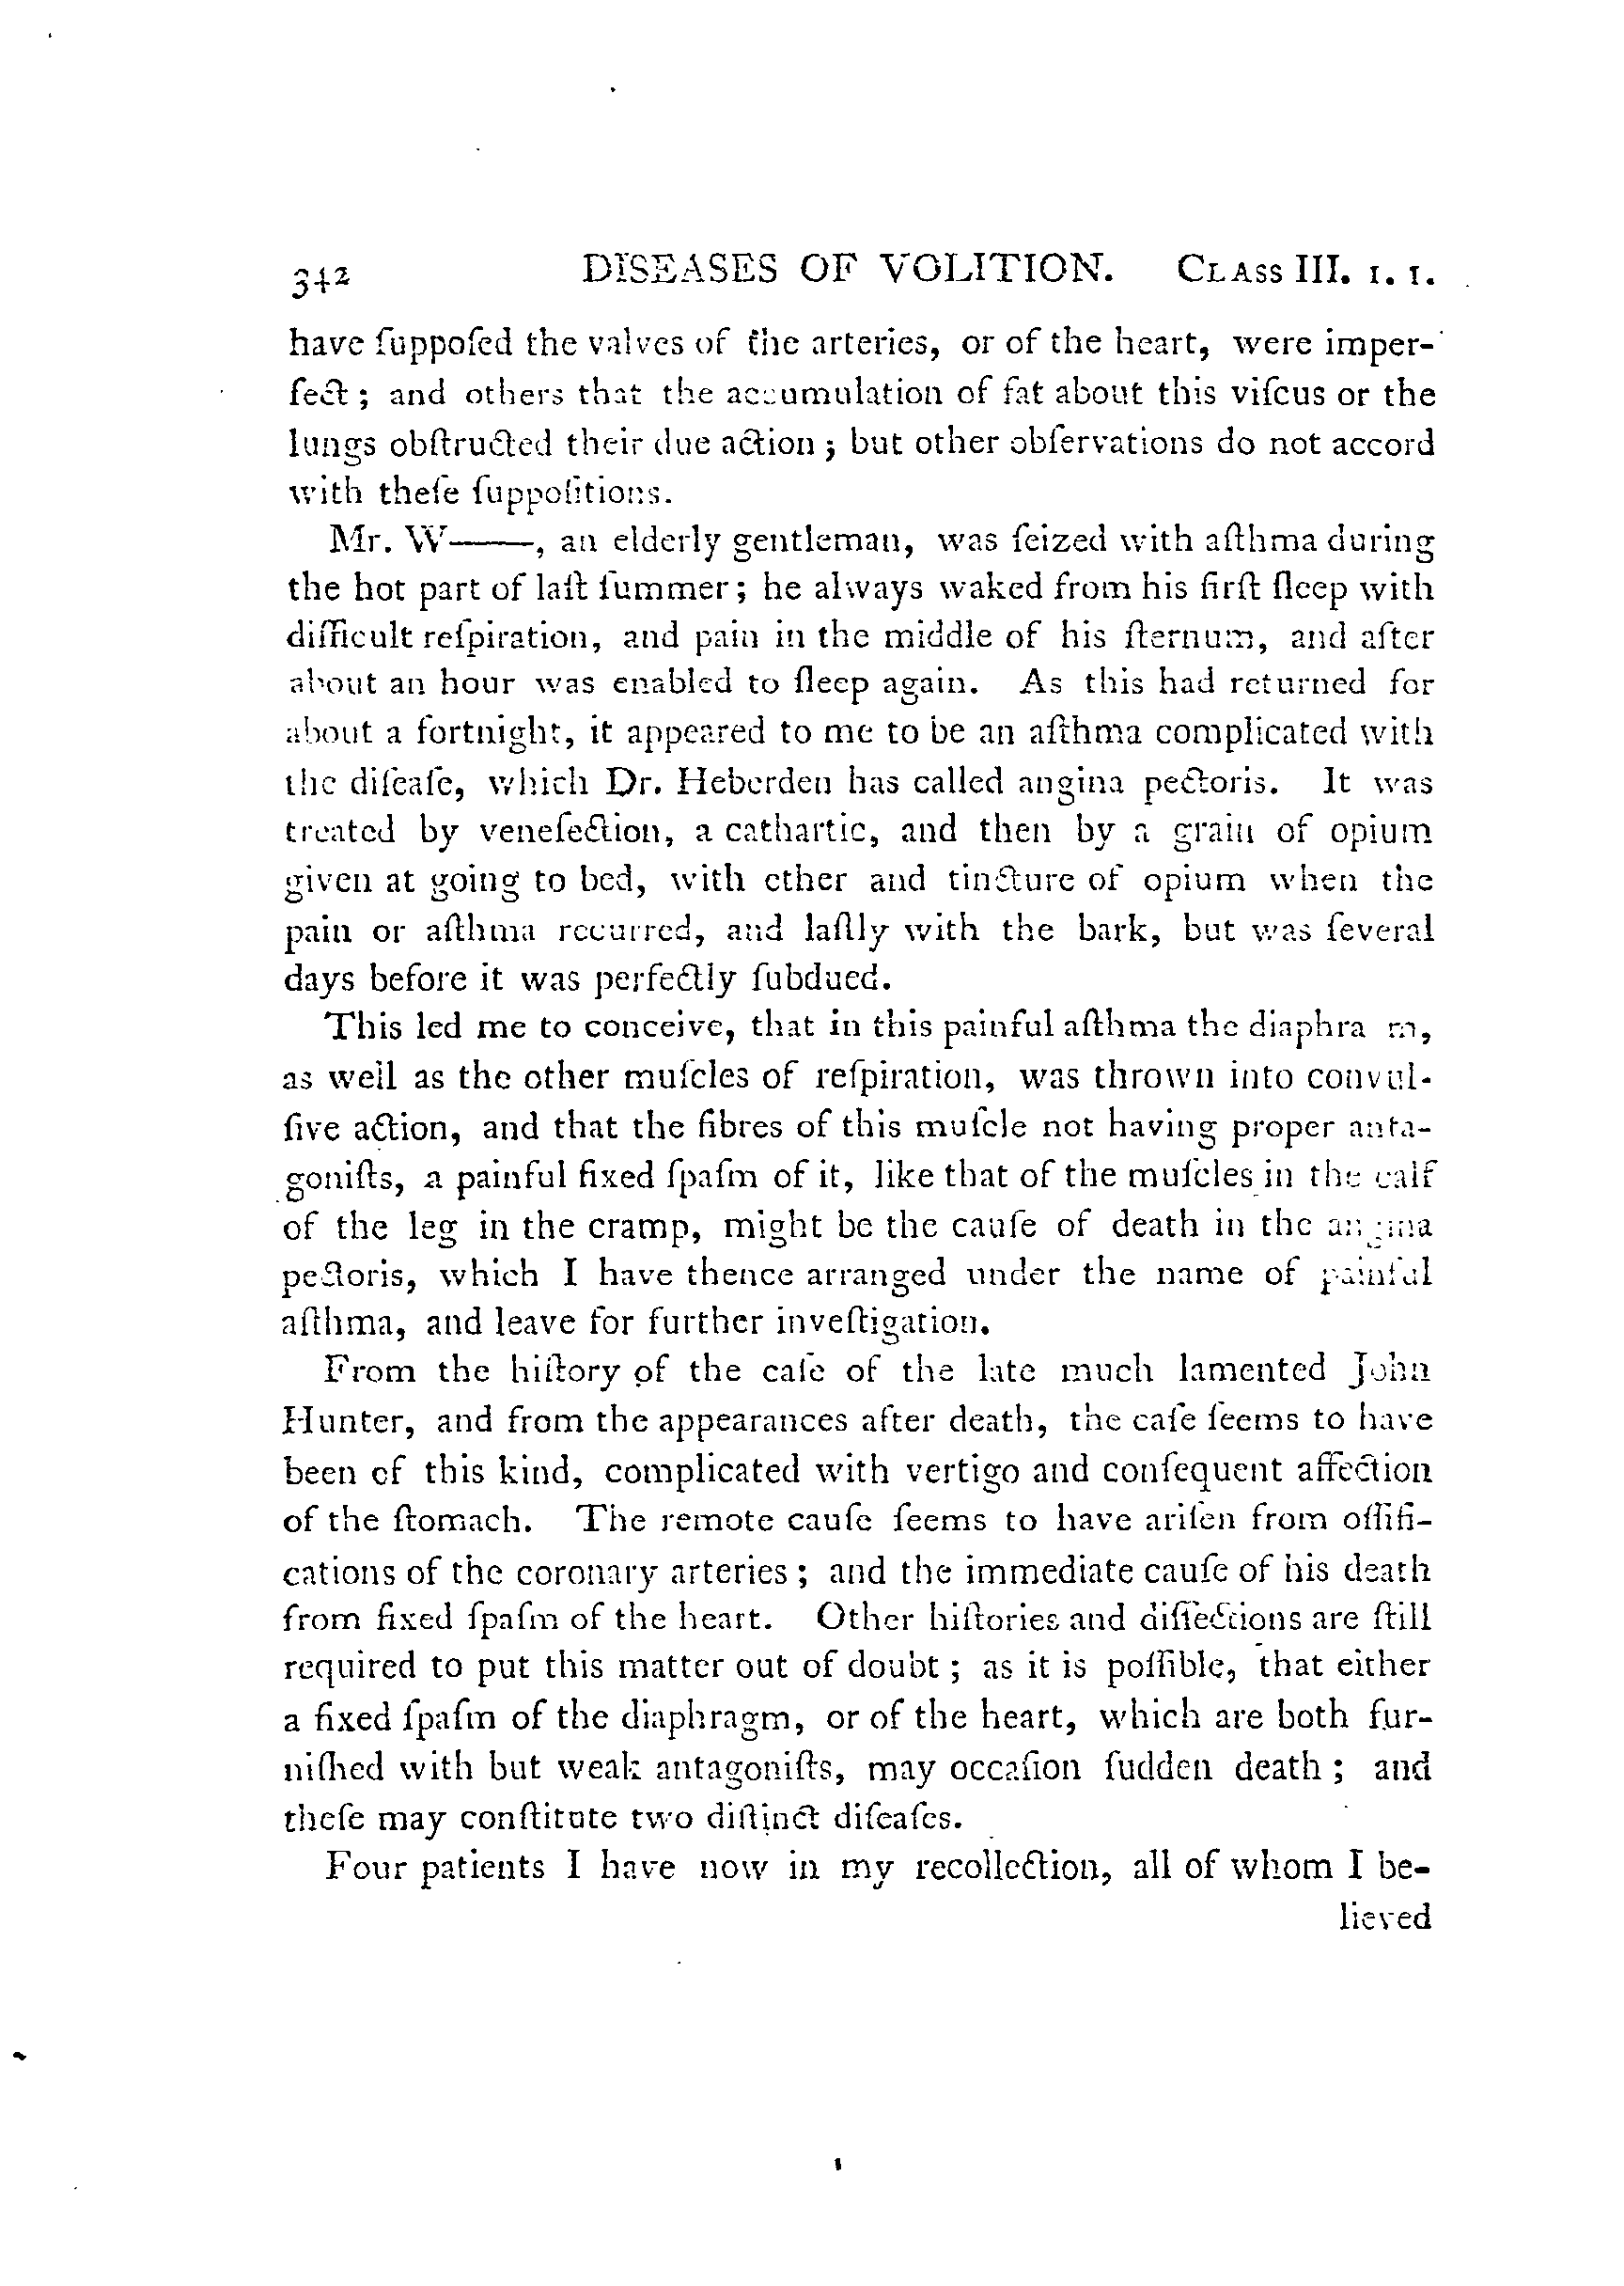 342 DISEASES OF VOLITION. CLASS III. 1. 1.
have ſuppoſed the valves of the arteries, or of the heart, were imper-
fect; and others that the accumulation of fat about this viſcus or the
lungs obſtructed their due action; but other obſervations do not accord
with theſe ſuppoſitions.
Mr. W——, an elderly gentleman, was ſeized with aſthma during
the hot part of laſt ſummer; he always waked from his firſt ſleep with
difficult reſpiration, and pain in the middle of his ſternum, and after
about an hour was enabled to ſleep again. As this had returned for
about a fortnight, it appeared to me to be an aſthma complicated with
the diſeaſe, which Dr. Heberden has called angina pectoris. It was
treated by veneſection, a cathartic, and then by a grain of opium
given at going to bed, with ether and tincture of opium when the
pain or aſthma recurred, and laſtly with the bark, but was ſeveral
days before it was perfectly ſubdued.
This led me to conceive, that in this painful aſthma the diaphra m,
as well as the other muſcles of reſpiration, was thrown into convul-
ſive action, and that the fibres of this muſcle not having proper anta-
goniſts, a painful fixed ſpaſm of it, like that of the muſcles in the calf
of the leg in the cramp, might be the cauſe of death in the angina
pectoris, which I have thence arranged under the name of painful
aſthma, and leave for further inveſtigation.
From the hiſtory of the caſe of the late much lamented John
Hunter, and from the appearances after death, the caſe ſeems to have
been of this kind, complicated with vertigo and conſequent affection
of the ſtomach. The remote cauſe ſeems to have ariſen from oſſifi-
cations of the coronary arteries; and the immediate cauſe of his death
from fixed ſpaſm of the heart. Other hiſtories and diſſections are ſtill
required to put this matter out of doubt; as it is poſſible, that either
a fixed ſpaſm of the diaphragm, or of the heart, which are both fur-
niſhed with but weak antagoniſts, may occaſion ſudden death; and
theſe may conſtitute two diſtinct diſeaſes.
Four patients I have now in my recollection, all of whom I be-
lieved